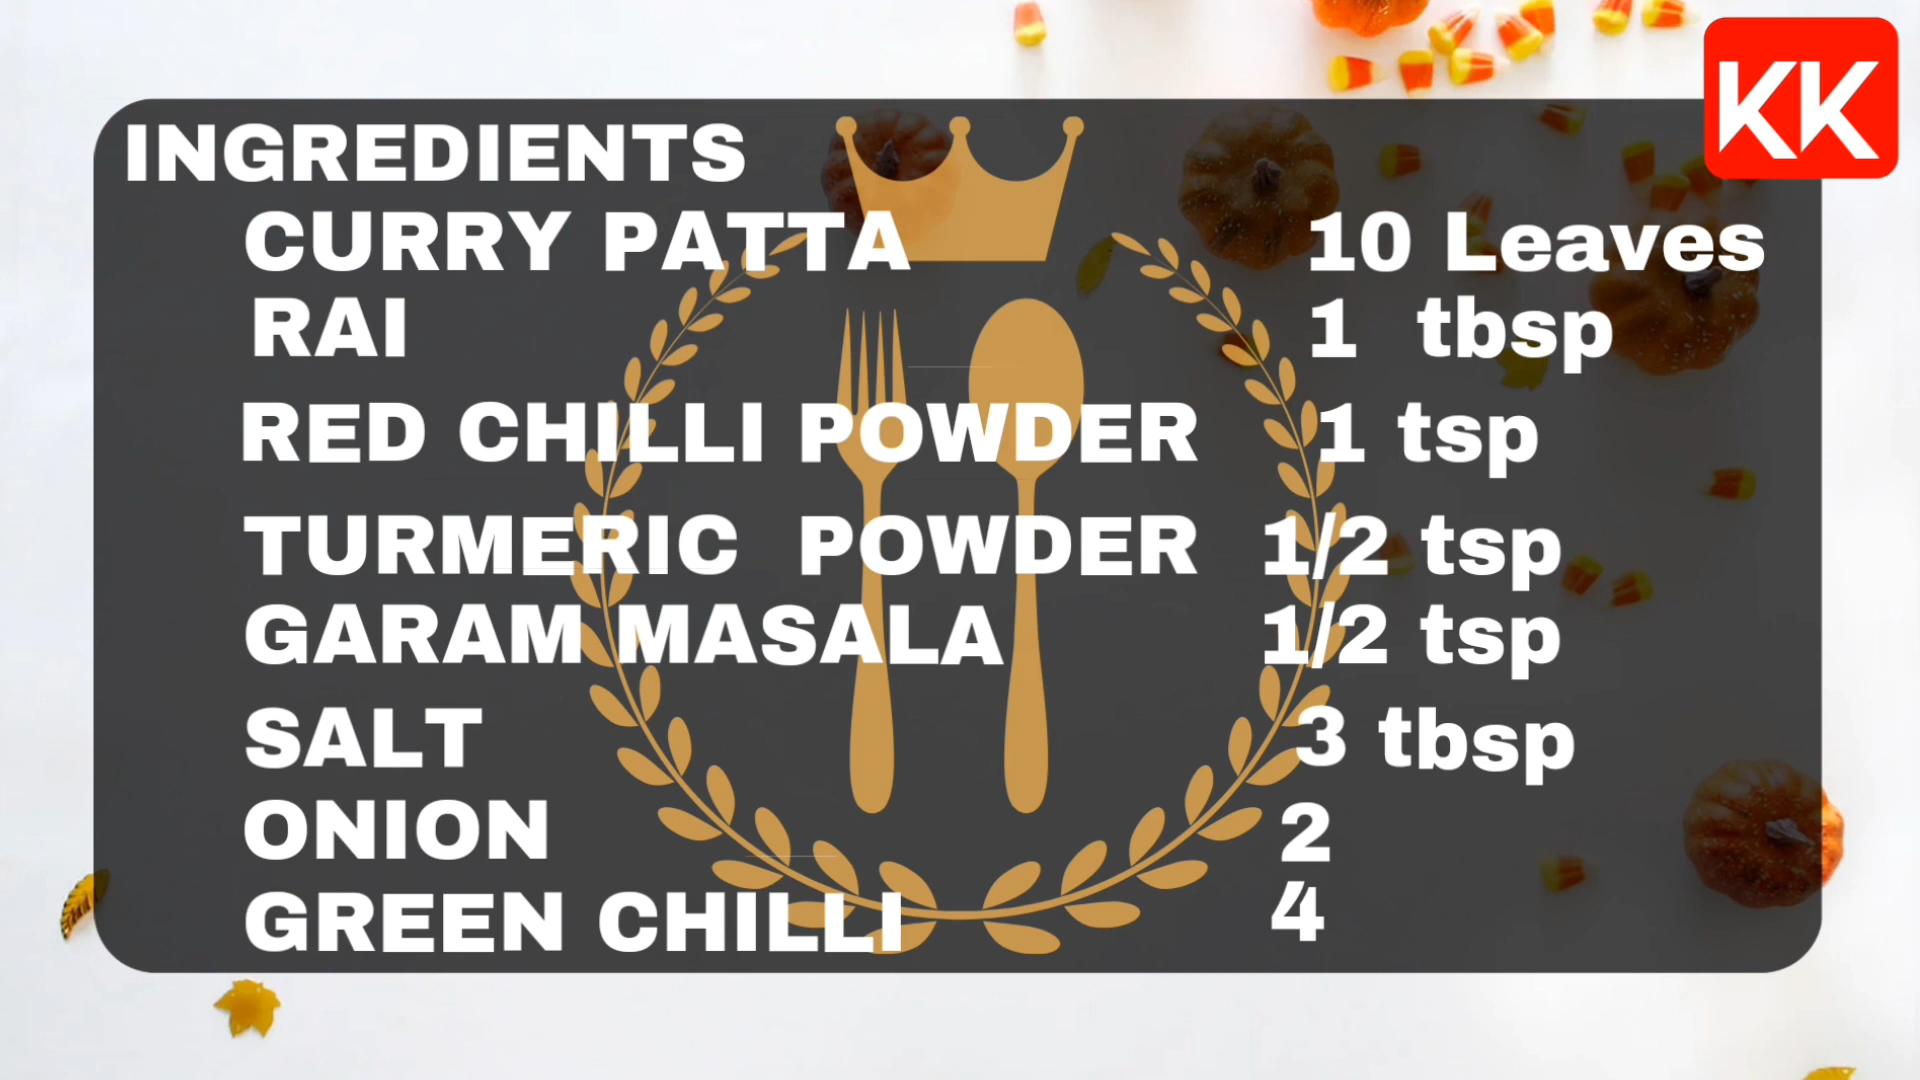 KK
INGREDIENTS
CURRY PATTA 10 Leaves
RAI 1 tbsp
RED CHILLI POWDER 1 tsp
TURMERIC POWDER 1/2 tsp
GARAM MASALA 1/2 tsp
SALT 3 tbsp
ONION 2
GREEN CHILLI 4